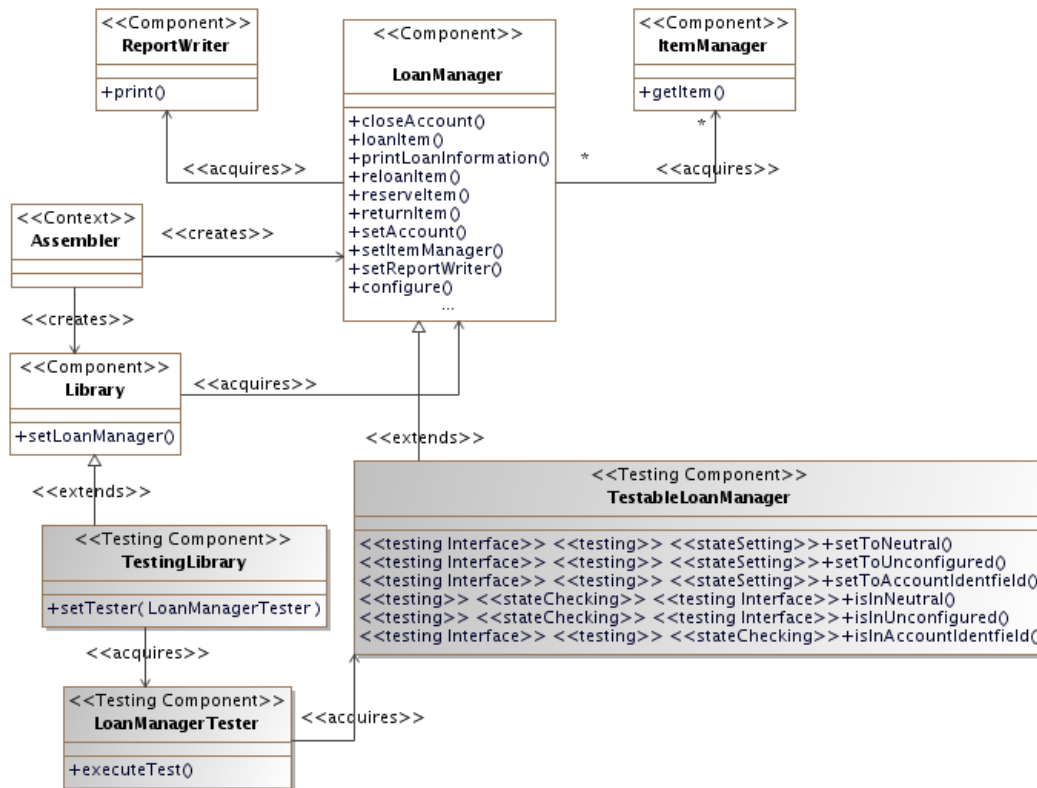 <<Component>>
ReportWriter
+print()
<<Component>>
LoanManager
+closeAccount()
+loanItem()
+printLoanInformation()
+reloanItem()
+reserveItem()
+returnItem()
+setAccount()
+setItemManager()
+setReportWriter()
+configure()
...
<<Component>>
ItemManager
+getItem()
*
*
<<acquires>>
<<acquires>>
<<Context>>
Assembler
<<creates>>
<<creates>>
<<Component>>
Library
+setLoanManager()
<<acquires>>
<<extends>>
<<extends>>
<<Testing Component>>
TestingLibrary
+setTester( LoanManagerTester )
<<Testing Component>>
TestableLoanManager
<<testing Interface>> <<testing>> <<stateSetting>>+setToNeutral()
<<testing Interface>> <<testing>> <<stateSetting>>+setToUnconfigured()
<<testing Interface>> <<testing>> <<stateSetting>>+setToAccountIdentfield()
<<testing>> <<stateChecking>> <<testing Interface>>+isInNeutral()
<<testing>> <<stateChecking>> <<testing Interface>>+isInUnconfigured()
<<testing Interface>> <<testing>> <<stateChecking>>+isInAccountIdentfield()
<<acquires>>
<<Testing Component>>
LoanManagerTester
+executeTest()
<<acquires>>